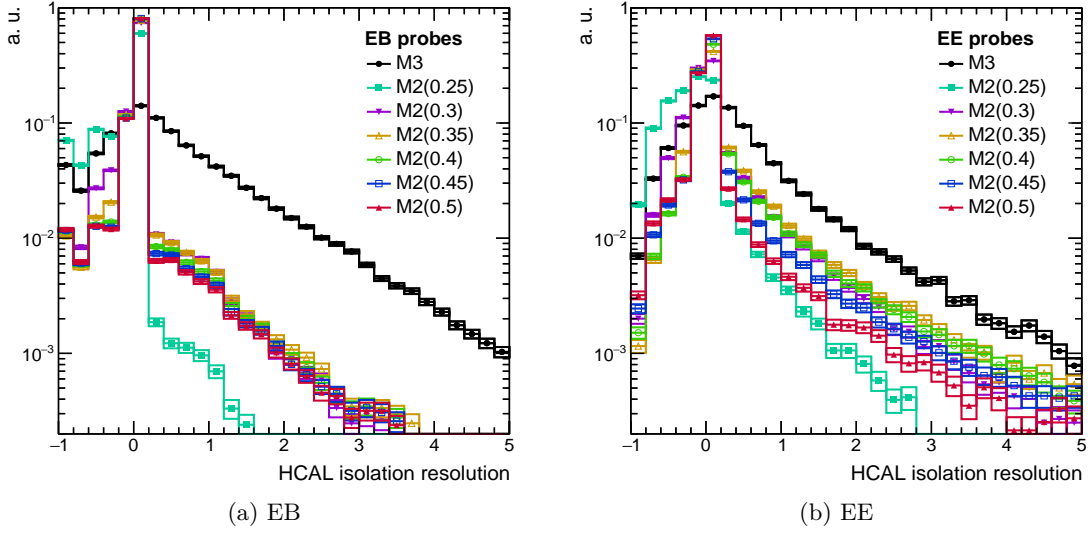 a. u.
1
10⁻¹
10⁻²
10⁻³
EB probes
M3
M2(0.25)
M2(0.3)
M2(0.35)
M2(0.4)
M2(0.45)
M2(0.5)
−1 0 1 2 3 4 5
HCAL isolation resolution
(a) EB
a. u.
1
10⁻¹
10⁻²
10⁻³
EE probes
M3
M2(0.25)
M2(0.3)
M2(0.35)
M2(0.4)
M2(0.45)
M2(0.5)
−1 0 1 2 3 4 5
HCAL isolation resolution
(b) EE